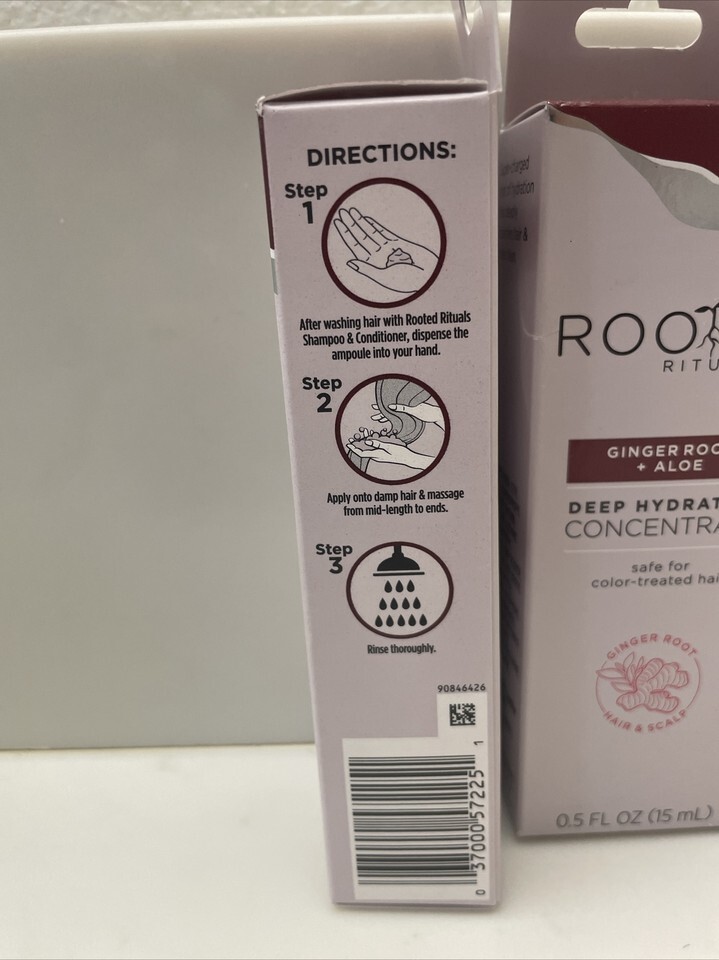 DIRECTIONS:
Step
1
After washing hair with Rooted Rituals
Shampoo & Conditioner, dispense the
ampoule into your hand.
Step
2
Apply onto damp hair & massage
from mid-length to ends.
Step
3
Rinse thoroughly.
90846426
0 37000 57225 1
ROO
RITU
GINGER ROO
+ ALOE
DEEP HYDRAT
CONCENTRA
safe for
color-treated hai
GINGER ROOT
HAIR & SCALP
0.5 FL OZ (15 mL)